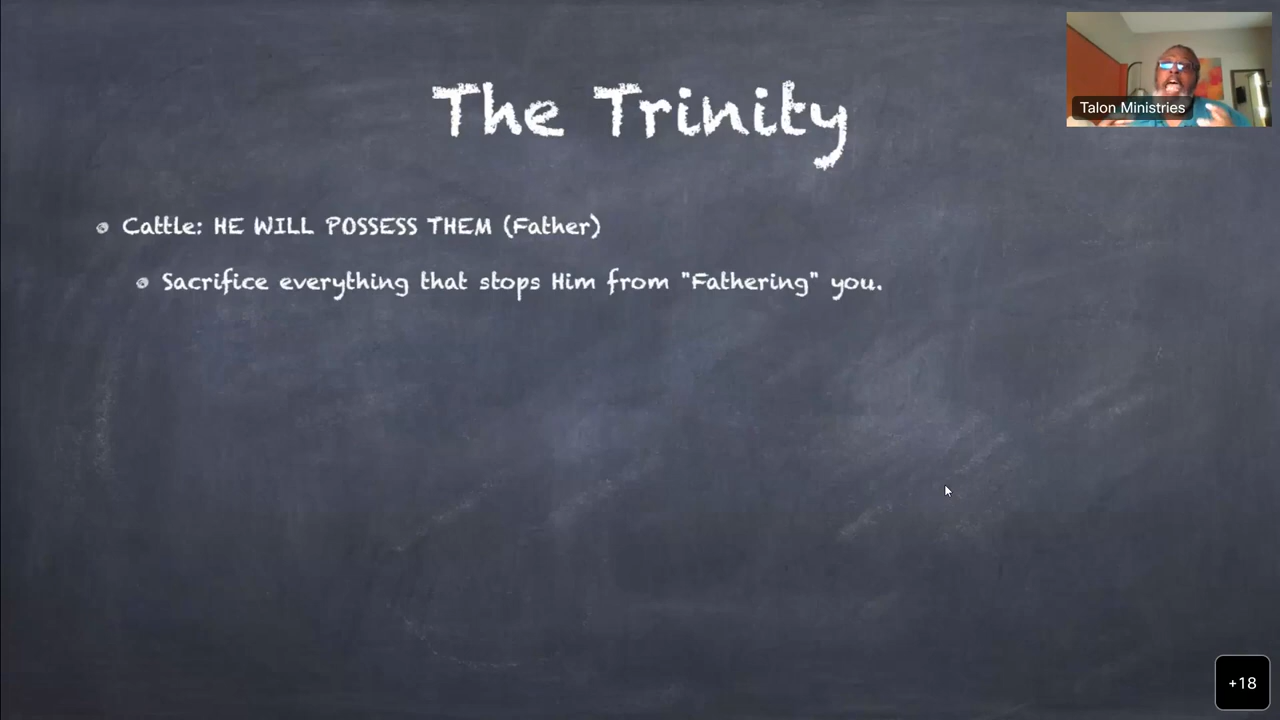 The Trinity
Talon Ministries
Cattle: HE WILL POSSESS THEM (Father)
Sacrifice everything that stops Him from "Fathering" you.
+18